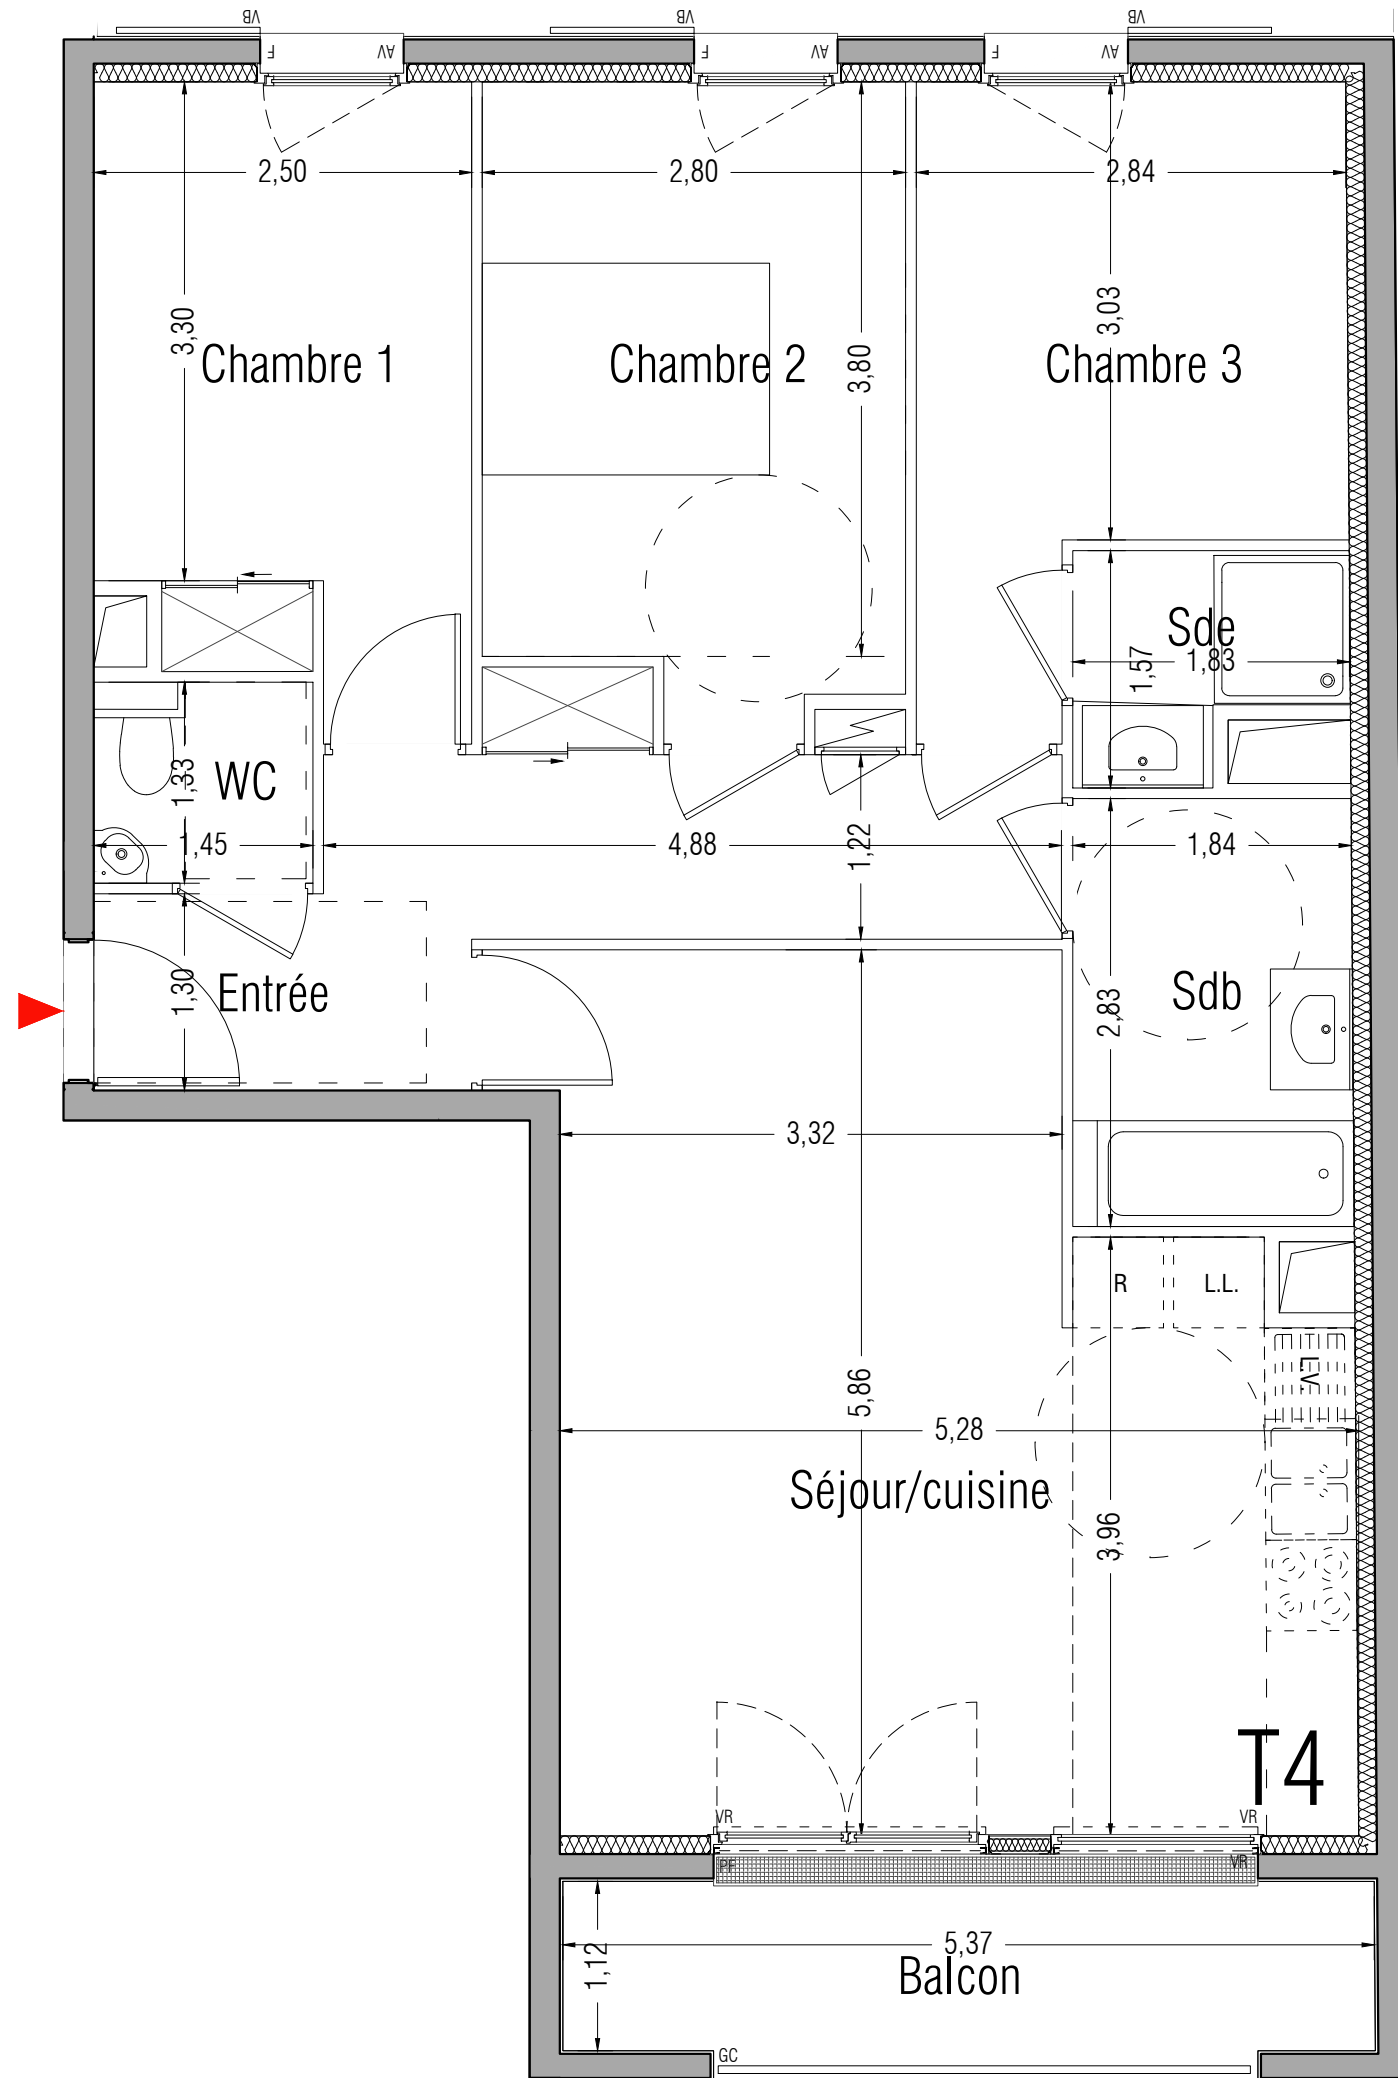 VB
VB
VB
F
AV
F
AV
F
AV
2,50
2,80
2,84
3,30
3,80
3,03
Chambre 1
Chambre 2
Chambre 3
Sde
1,57
1,83
WC
1,33
1,45
4,88
1,22
1,84
Entrée
1,30
Sdb
2,83
3,32
R
L.L.
L.V.
5,86
5,28
Séjour/cuisine
3,96
T4
VR
VR
PF
VR
5,37
1,12
Balcon
GC